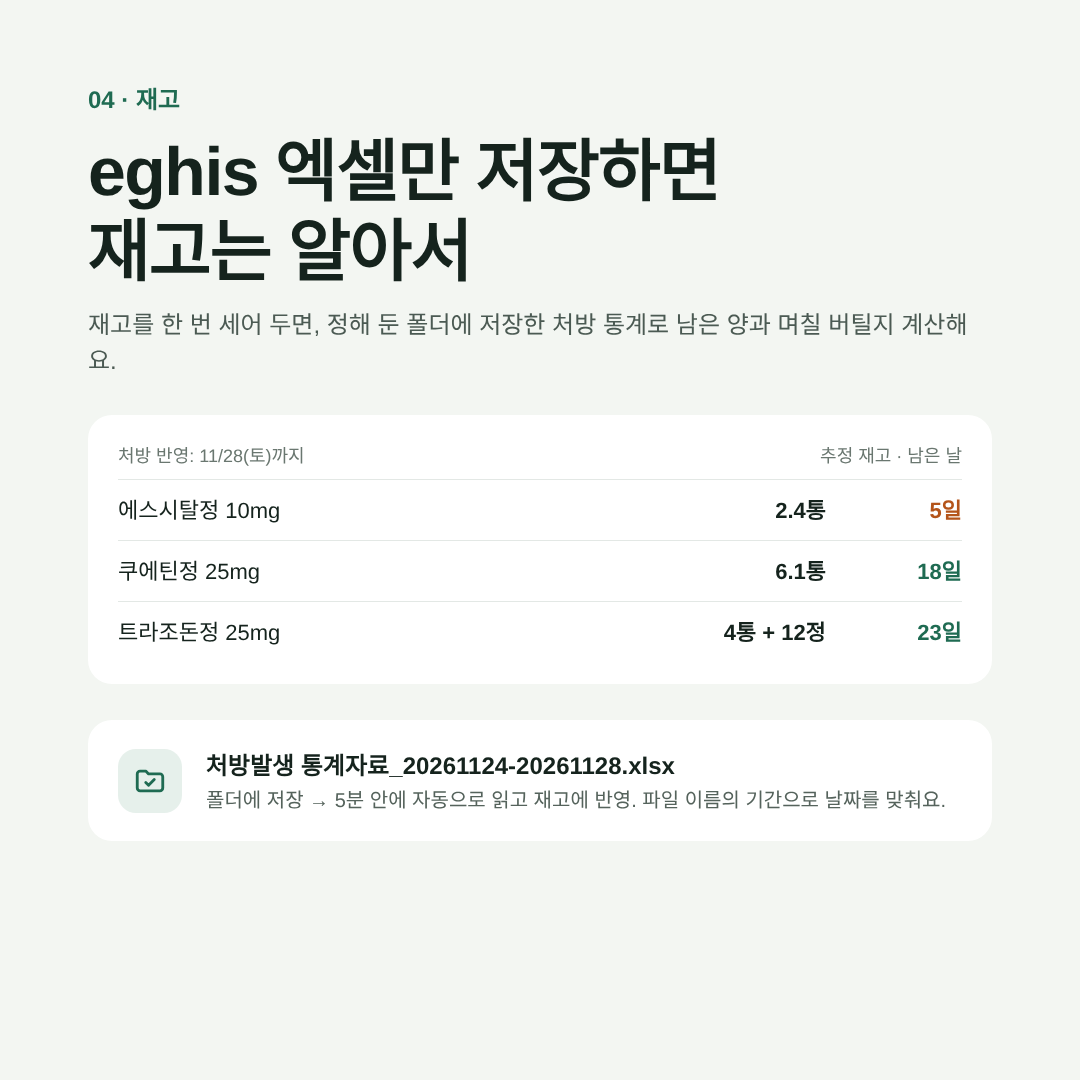 04 · 재고
eghis 엑셀만 저장하면
재고는 알아서
재고를 한 번 세어 두면, 정해 둔 폴더에 저장한 처방 통계로 남은 양과 며칠 버틸지 계산해
요.
처방 반영: 11/28(토)까지 추정 재고 · 남은 날
에스시탈정 10mg 2.4통 5일
쿠에틴정 25mg 6.1통 18일
트라조돈정 25mg 4통 + 12정 23일
처방발생 통계자료_20261124-20261128.xlsx
폴더에 저장 → 5분 안에 자동으로 읽고 재고에 반영. 파일 이름의 기간으로 날짜를 맞춰요.